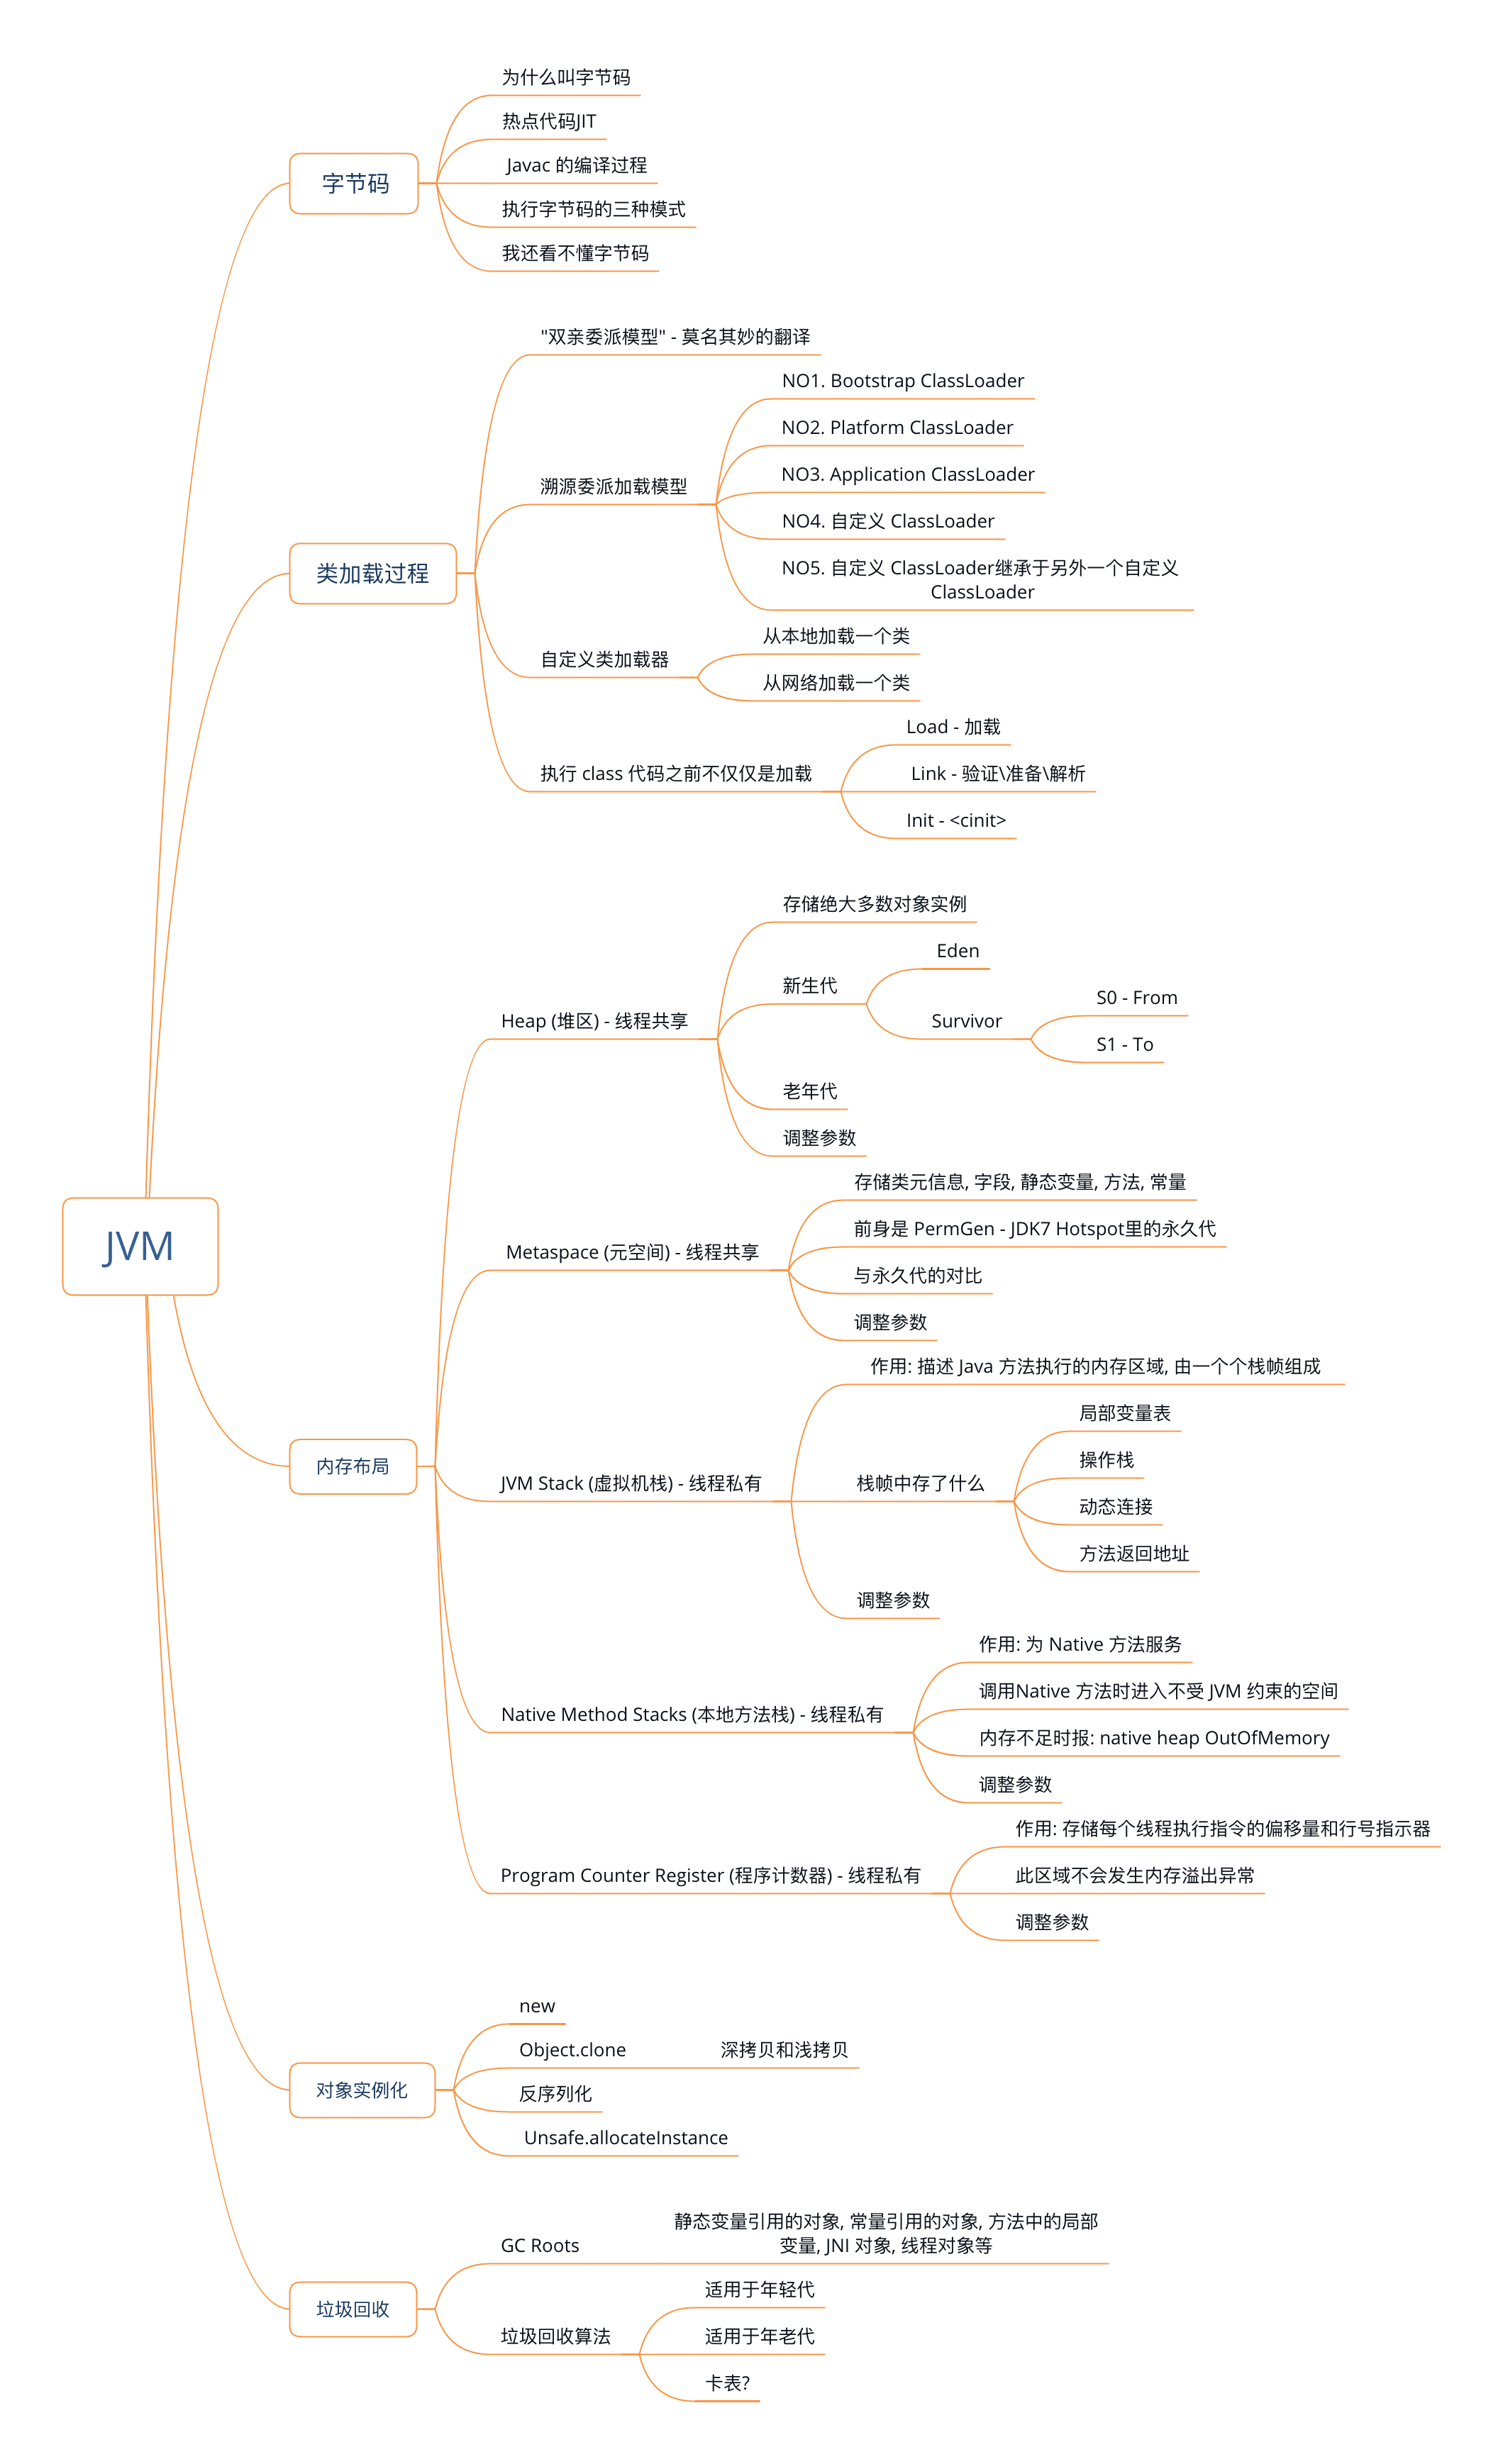 JVM
字节码
为什么叫字节码
热点代码JIT
Javac 的编译过程
执行字节码的三种模式
我还看不懂字节码
类加载过程
"双亲委派模型" - 莫名其妙的翻译
溯源委派加载模型
NO1. Bootstrap ClassLoader
NO2. Platform ClassLoader
NO3. Application ClassLoader
NO4. 自定义 ClassLoader
NO5. 自定义 ClassLoader继承于另外一个自定义
ClassLoader
自定义类加载器
从本地加载一个类
从网络加载一个类
执行 class 代码之前不仅仅是加载
Load - 加载
Link - 验证\准备\解析
Init - <cinit>
内存布局
Heap (堆区) - 线程共享
存储绝大多数对象实例
新生代
Eden
Survivor
S0 - From
S1 - To
老年代
调整参数
Metaspace (元空间) - 线程共享
存储类元信息, 字段, 静态变量, 方法, 常量
前身是 PermGen - JDK7 Hotspot里的永久代
与永久代的对比
调整参数
JVM Stack (虚拟机栈) - 线程私有
作用: 描述 Java 方法执行的内存区域, 由一个个栈帧组成
栈帧中存了什么
局部变量表
操作栈
动态连接
方法返回地址
调整参数
Native Method Stacks (本地方法栈) - 线程私有
作用: 为 Native 方法服务
调用Native 方法时进入不受 JVM 约束的空间
内存不足时报: native heap OutOfMemory
调整参数
Program Counter Register (程序计数器) - 线程私有
作用: 存储每个线程执行指令的偏移量和行号指示器
此区域不会发生内存溢出异常
调整参数
对象实例化
new
Object.clone
深拷贝和浅拷贝
反序列化
Unsafe.allocateInstance
垃圾回收
GC Roots
静态变量引用的对象, 常量引用的对象, 方法中的局部
变量, JNI 对象, 线程对象等
垃圾回收算法
适用于年轻代
适用于年老代
卡表?